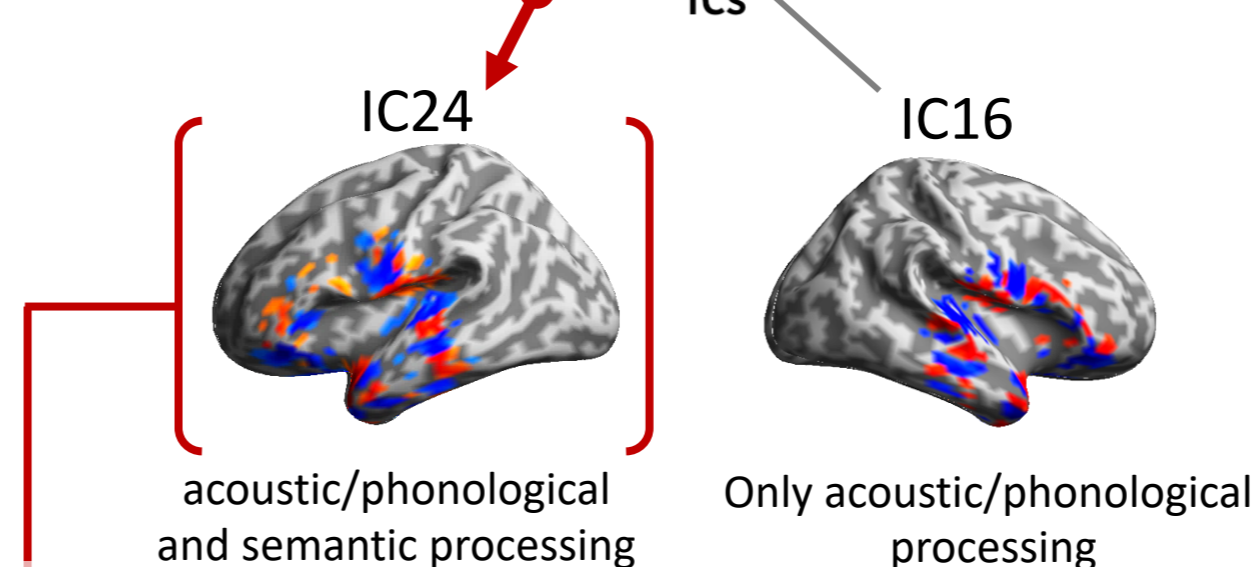 ICs
IC24
IC16
acoustic/phonological
and semantic processing
Only acoustic/phonological
processing